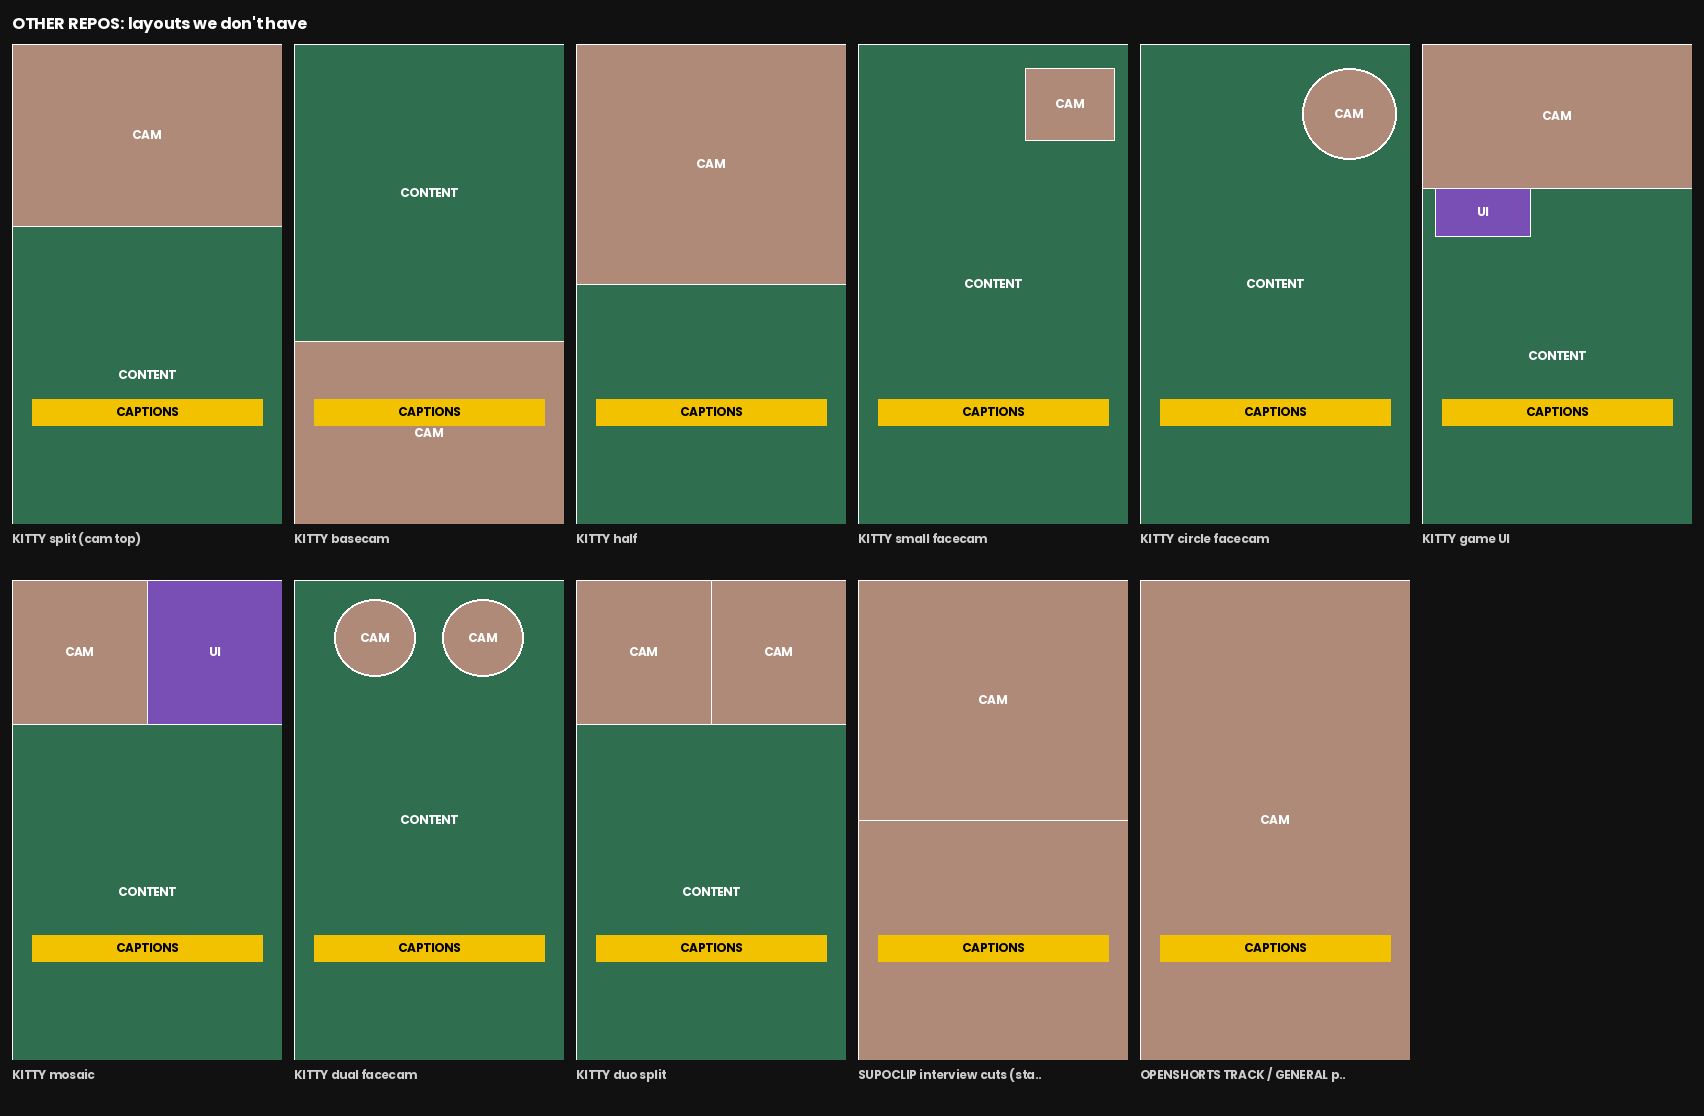 OTHER REPOS: layouts we don't have
CAM
CONTENT
CAPTIONS
KITTY split (cam top)
CONTENT
CAPTIONS
CAM
KITTY basecam
CAM
CAPTIONS
KITTY half
CAM
CONTENT
CAPTIONS
KITTY small facecam
CAM
CONTENT
CAPTIONS
KITTY circle facecam
CAM
UI
CONTENT
CAPTIONS
KITTY game UI
CAM
UI
CONTENT
CAPTIONS
KITTY mosaic
CAM
CAM
CONTENT
CAPTIONS
KITTY dual facecam
CAM
CAM
CONTENT
CAPTIONS
KITTY duo split
CAM
CAPTIONS
SUPOCLIP interview cuts (sta..
CAM
CAPTIONS
OPENSHORTS TRACK / GENERAL p..